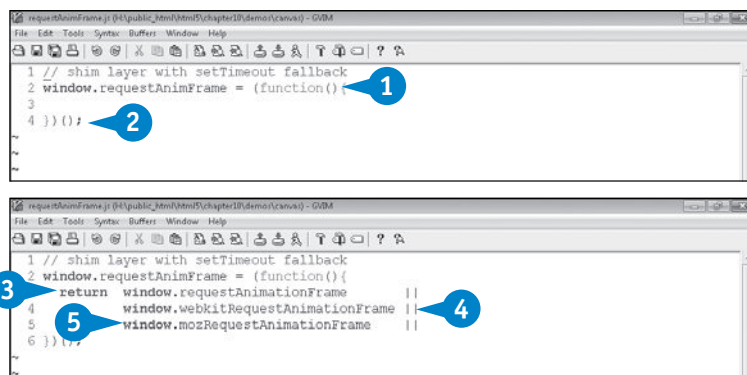 requestAnimFrame.js (H:\public_html\html5\chapter18\demos\canvas) - GVIM
File Edit Tools Syntax Buffers Window Help
1 // shim layer with setTimeout fallback
2 window.requestAnimFrame = (function(){
1
3
4 })();
2
~
~
~
requestAnimFrame.js (H:\public_html\html5\chapter18\demos\canvas) - GVIM
File Edit Tools Syntax Buffers Window Help
1 // shim layer with setTimeout fallback
2 window.requestAnimFrame = (function(){
3
return window.requestAnimationFrame ||
4 window.webkitRequestAnimationFrame ||
4
5
5 window.mozRequestAnimationFrame ||
6 })();
~
~